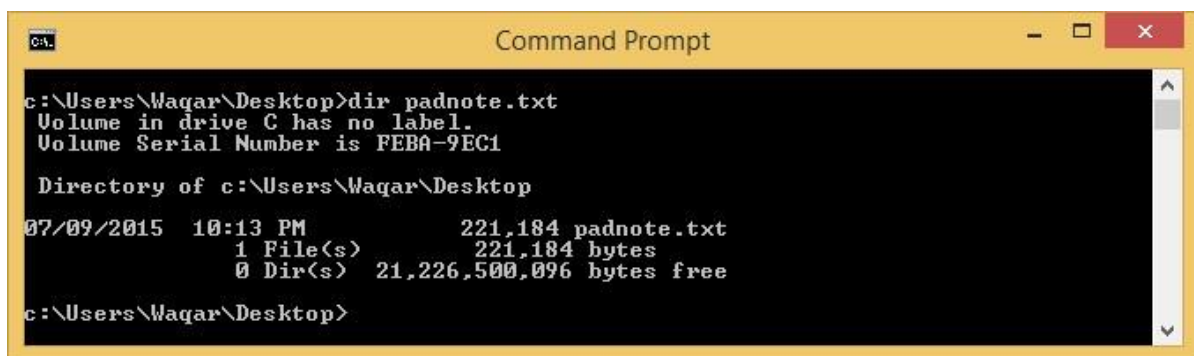 Command Prompt
c:\Users\Waqar\Desktop>dir padnote.txt
Volume in drive C has no label.
Volume Serial Number is FEBA-9EC1
Directory of c:\Users\Waqar\Desktop
07/09/2015  10:13 PM           221,184 padnote.txt
1 File(s)        221,184 bytes
0 Dir(s)  21,226,500,096 bytes free
c:\Users\Waqar\Desktop>